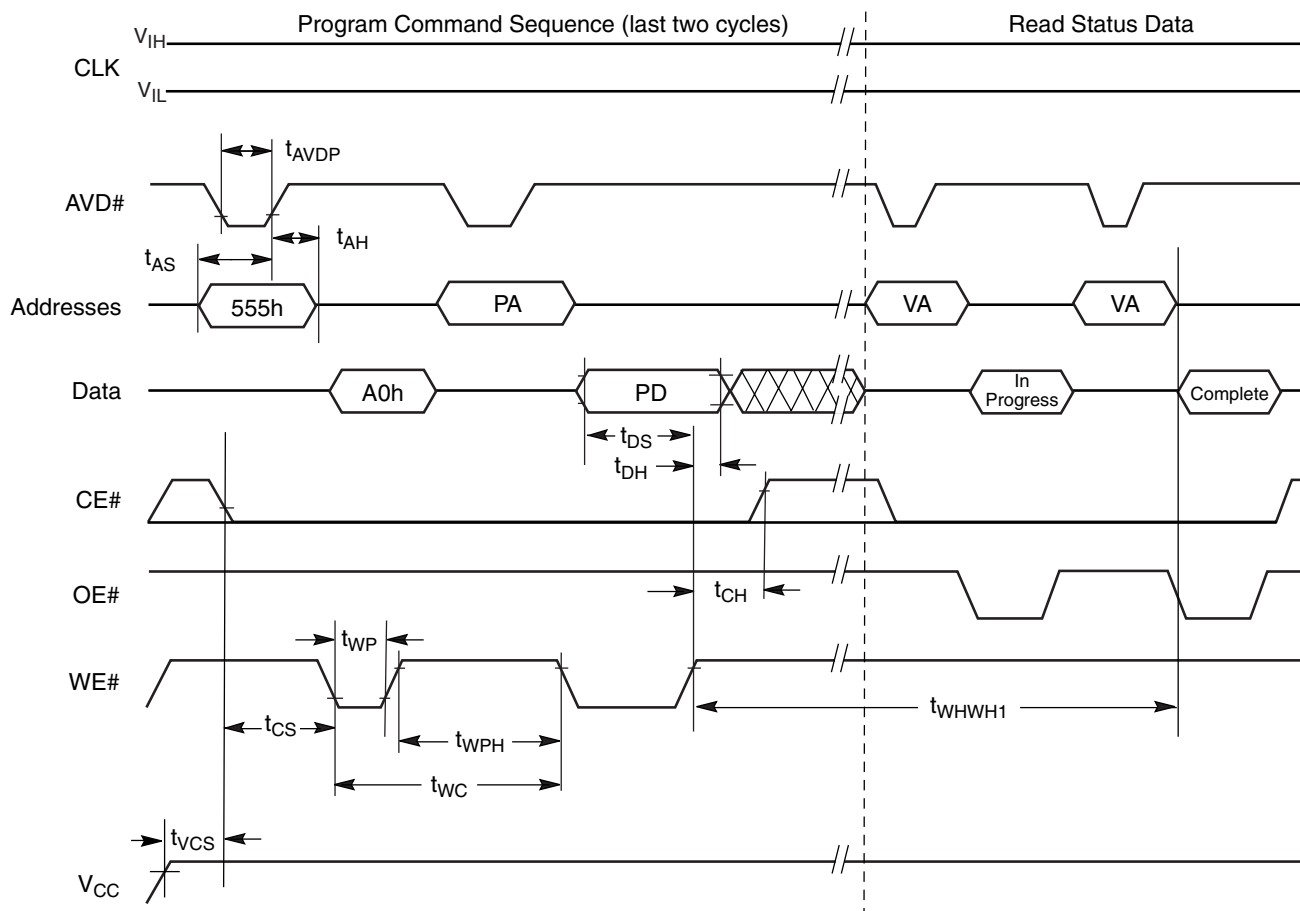 Program Command Sequence (last two cycles)
Read Status Data
VIH
CLK
VIL
tAVDP
AVD#
tAH
tAS
Addresses
555h
PA
VA
VA
Data
A0h
PD
In
Progress
Complete
tDS
tDH
CE#
OE#
tCH
tWP
WE#
tCS
tWPH
tWHWH1
tWC
tVCS
VCC